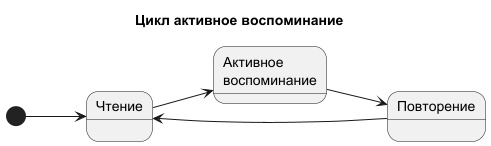 Цикл активное воспоминание
Активное
воспоминание
Чтение
Повторение